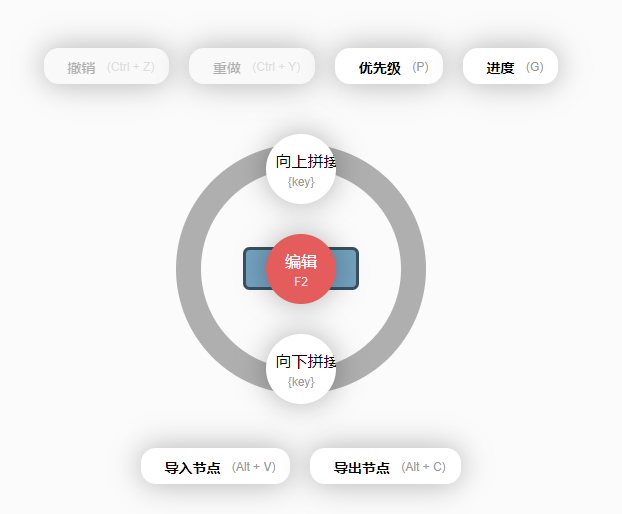 撤销 (Ctrl + Z) 重做 (Ctrl + Y) 优先级 (P) 进度 (G)
向上拼接
{key}
编辑
F2
向下拼接
{key}
导入节点 (Alt + V) 导出节点 (Alt + C)